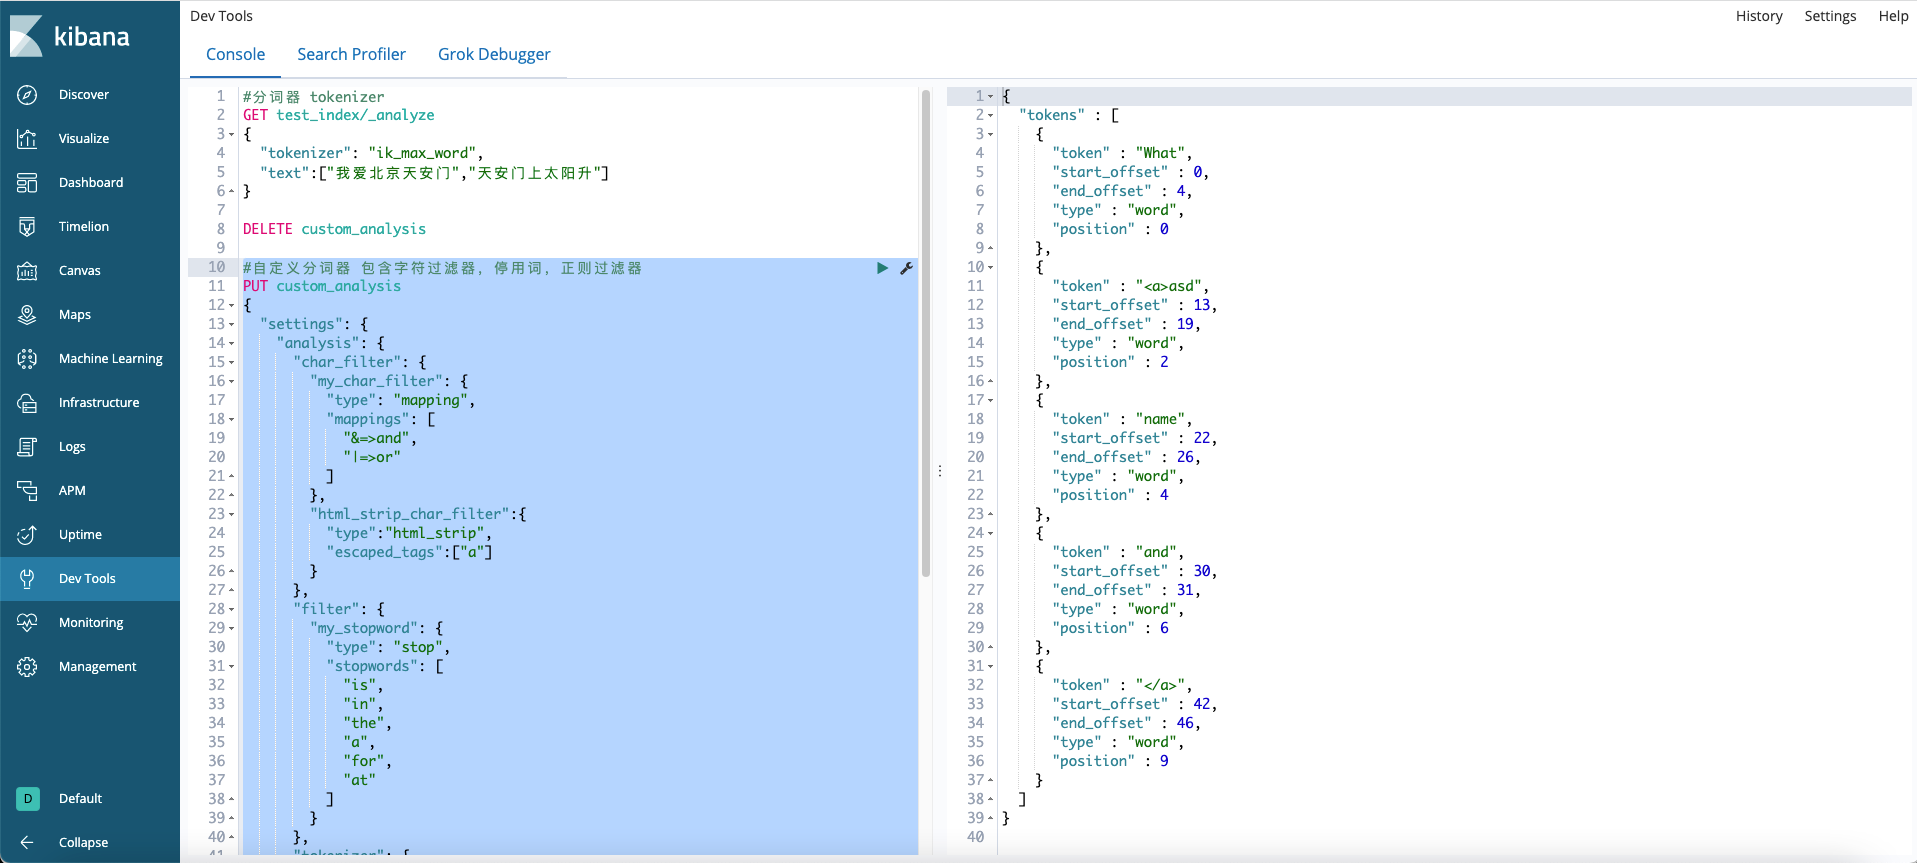 kibana
Discover
Visualize
Dashboard
Timelion
Canvas
Maps
Machine Learning
Infrastructure
Logs
APM
Uptime
Dev Tools
Monitoring
Management
D Default
Collapse
Dev Tools
History Settings Help
Console Search Profiler Grok Debugger
1 #分词器 tokenizer
2 GET test_index/_analyze
3 {
4 "tokenizer": "ik_max_word",
5 "text":["我爱北京天安门","天安门上太阳升"]
6 }
7
8 DELETE custom_analysis
9
10 #自定义分词器 包含字符过滤器，停用词，正则过滤器
11 PUT custom_analysis
12 {
13 "settings": {
14 "analysis": {
15 "char_filter": {
16 "my_char_filter": {
17 "type": "mapping",
18 "mappings": [
19 "&=>and",
20 "|=>or"
21 ]
22 },
23 "html_strip_char_filter":{
24 "type":"html_strip",
25 "escaped_tags":["a"]
26 }
27 },
28 "filter": {
29 "my_stopword": {
30 "type": "stop",
31 "stopwords": [
32 "is",
33 "in",
34 "the",
35 "a",
36 "for",
37 "at"
38 ]
39 }
40 },
41 "tokenizer": {
1 {
2 "tokens" : [
3 {
4 "token" : "What",
5 "start_offset" : 0,
6 "end_offset" : 4,
7 "type" : "word",
8 "position" : 0
9 },
10 {
11 "token" : "<a>asd",
12 "start_offset" : 13,
13 "end_offset" : 19,
14 "type" : "word",
15 "position" : 2
16 },
17 {
18 "token" : "name",
19 "start_offset" : 22,
20 "end_offset" : 26,
21 "type" : "word",
22 "position" : 4
23 },
24 {
25 "token" : "and",
26 "start_offset" : 30,
27 "end_offset" : 31,
28 "type" : "word",
29 "position" : 6
30 },
31 {
32 "token" : "</a>",
33 "start_offset" : 42,
34 "end_offset" : 46,
35 "type" : "word",
36 "position" : 9
37 }
38 ]
39 }
40